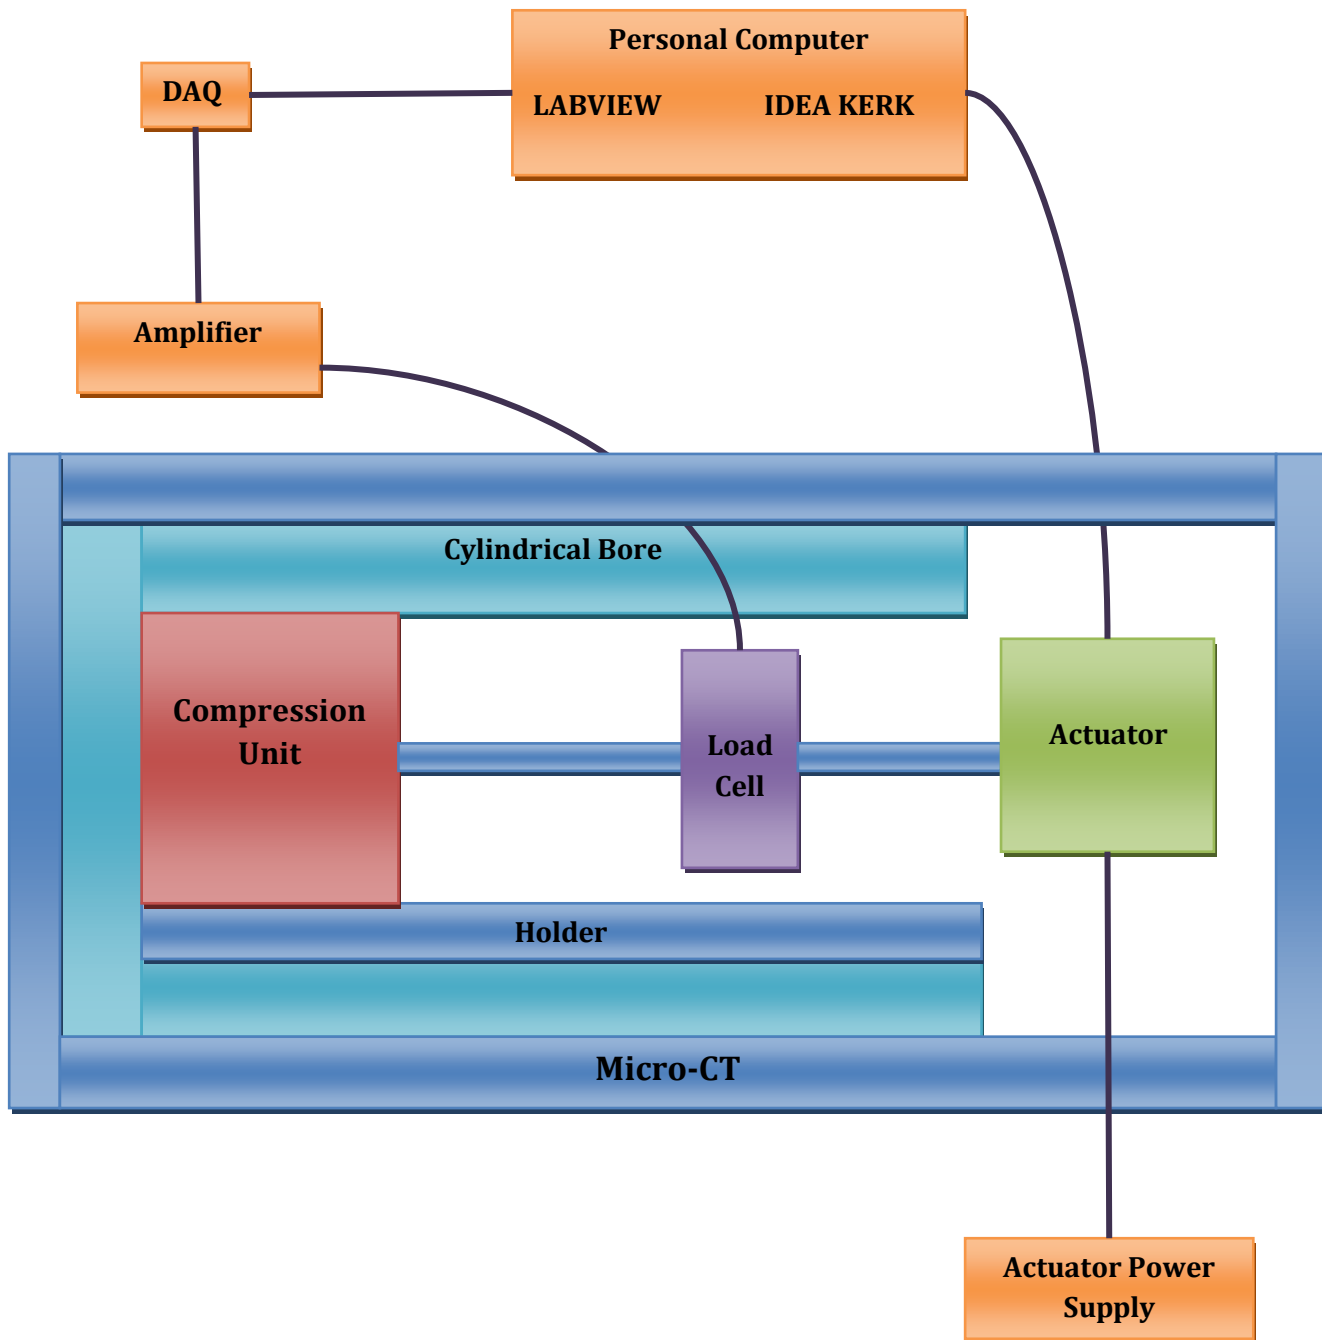 Personal Computer
DAQ
LABVIEW IDEA KERK
Amplifier
Cylindrical Bore
Compression
Unit
Load
Cell
Actuator
Holder
Micro-CT
Actuator Power
Supply